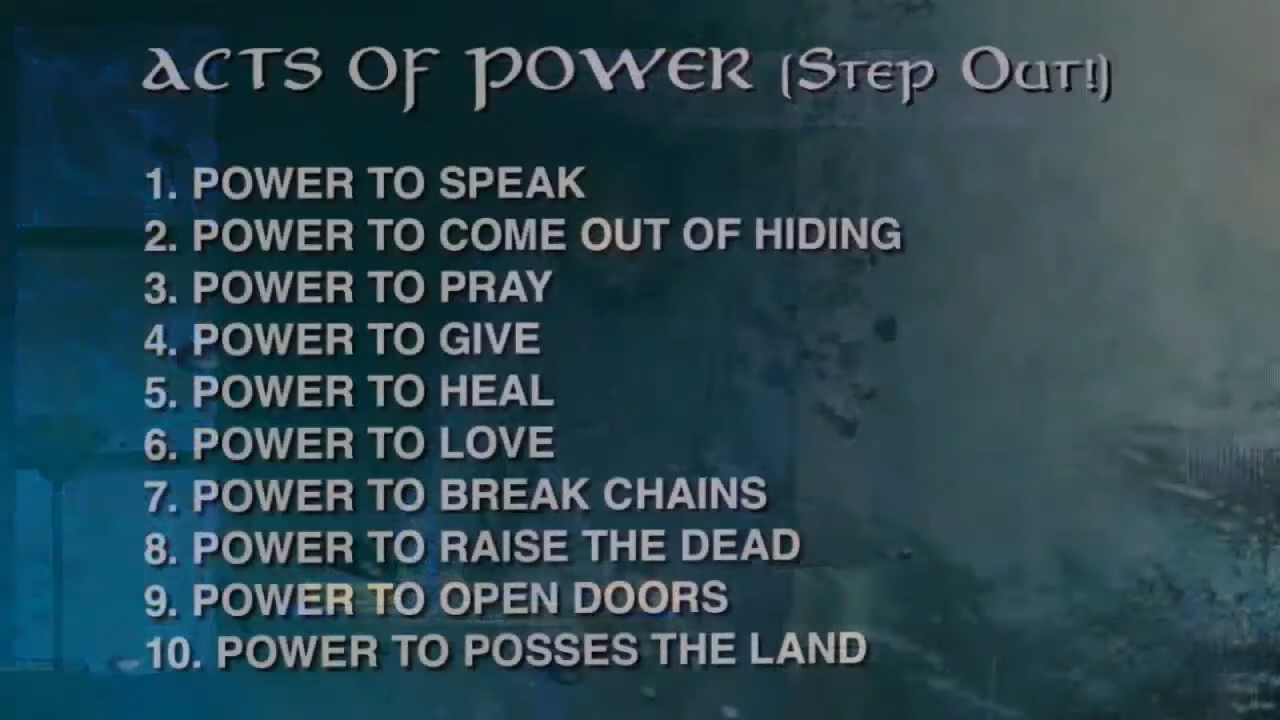 ACTS OF POWER (STEP OUT!)
1. POWER TO SPEAK
2. POWER TO COME OUT OF HIDING
3. POWER TO PRAY
4. POWER TO GIVE
5. POWER TO HEAL
6. POWER TO LOVE
7. POWER TO BREAK CHAINS
8. POWER TO RAISE THE DEAD
9. POWER TO OPEN DOORS
10. POWER TO POSSES THE LAND